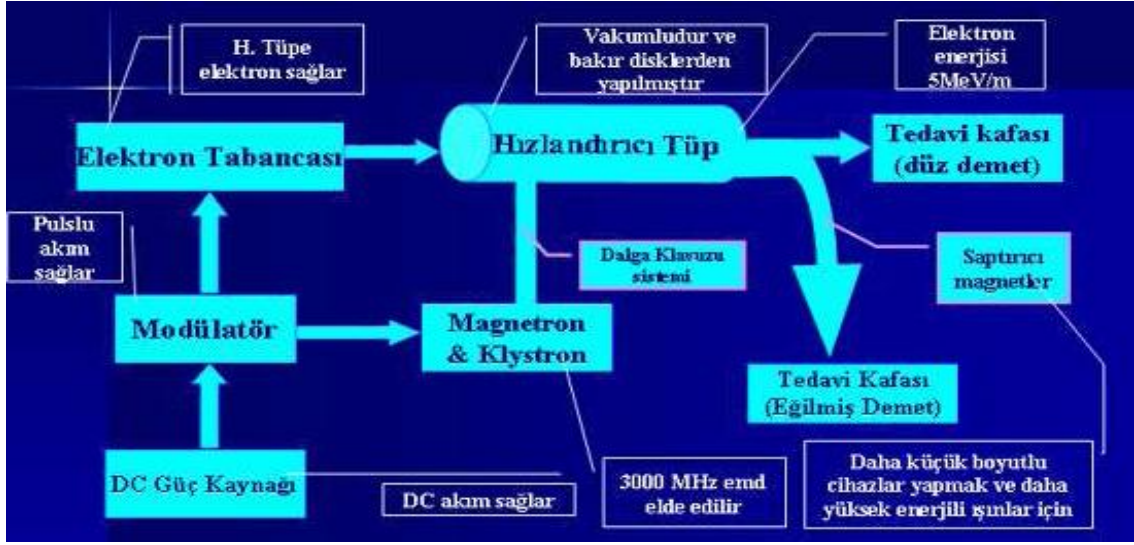 H. Tüpe
elektron sağlar
Vakumludur ve
bakır disklerden
yapılmıştır
Elektron
enerjisi
5MeV/m
Elektron Tabancası
Hızlandırıcı Tüp
Tedavi kafası
(düz demet)
Pulslu
akım
sağlar
Dalga Klavuzu
sistemi
Saptırıcı
magnetler
Modülatör
Magnetron
& Klystron
Tedavi Kafası
(Eğilmiş Demet)
DC Güç Kaynağı
DC akım sağlar
3000 MHz emd
elde edilir
Daha küçük boyutlu
cihazlar yapmak ve daha
yüksek enerjili ışınlar için